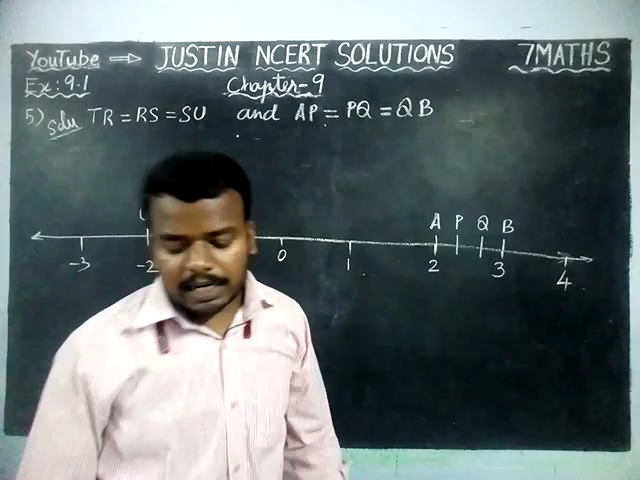 YouTube → JUSTIN NCERT SOLUTIONS 7MATHS
Ex: 9.1 Chapter-9
5) Solu TR = RS = SU and AP = PQ = QB
A P Q B
-3 -2 0 1 2 3 4